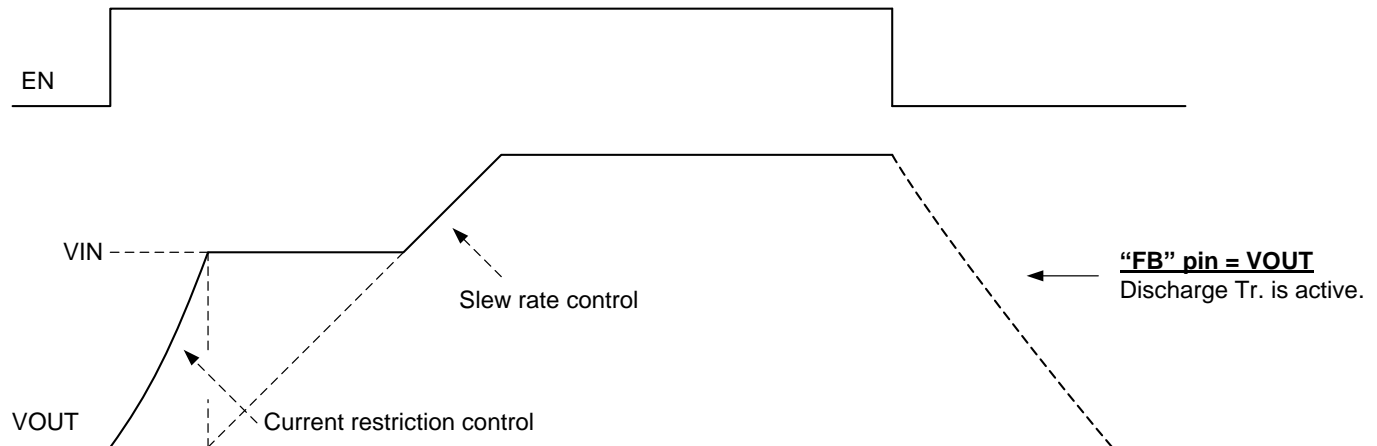 EN
VIN
Slew rate control
“FB” pin = VOUT
Discharge Tr. is active.
VOUT
Current restriction control